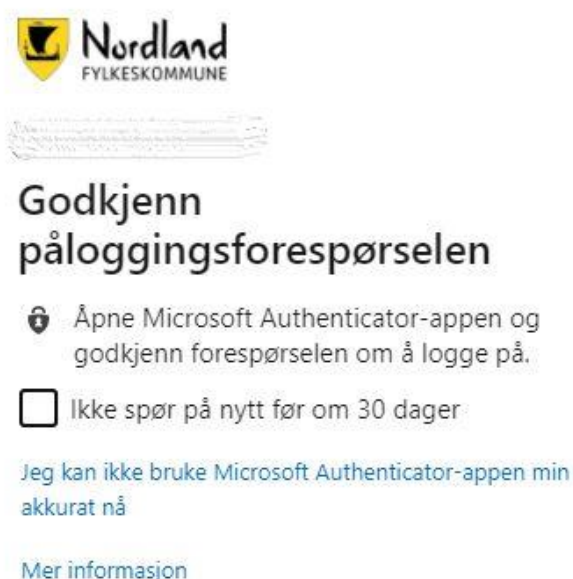 Nordland
FYLKESKOMMUNE
Godkjenn
påloggingsforespørselen
Åpne Microsoft Authenticator-appen og
godkjenn forespørselen om å logge på.
Ikke spør på nytt før om 30 dager
Jeg kan ikke bruke Microsoft Authenticator-appen min
akkurat nå
Mer informasjon